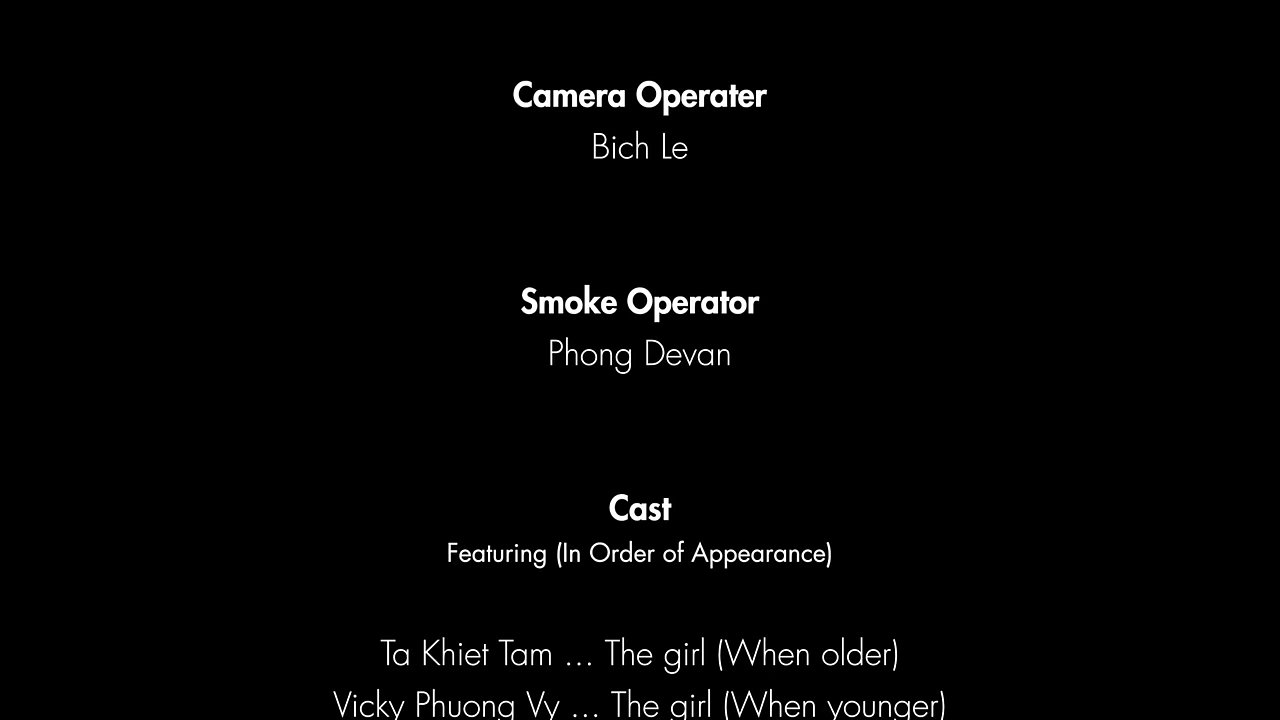 Camera Operater
Bich Le
Smoke Operator
Phong Devan
Cast
Featuring (In Order of Appearance)
Ta Khiet Tam ... The girl (When older)
Vicky Phuong Vy ... The girl (When younger)